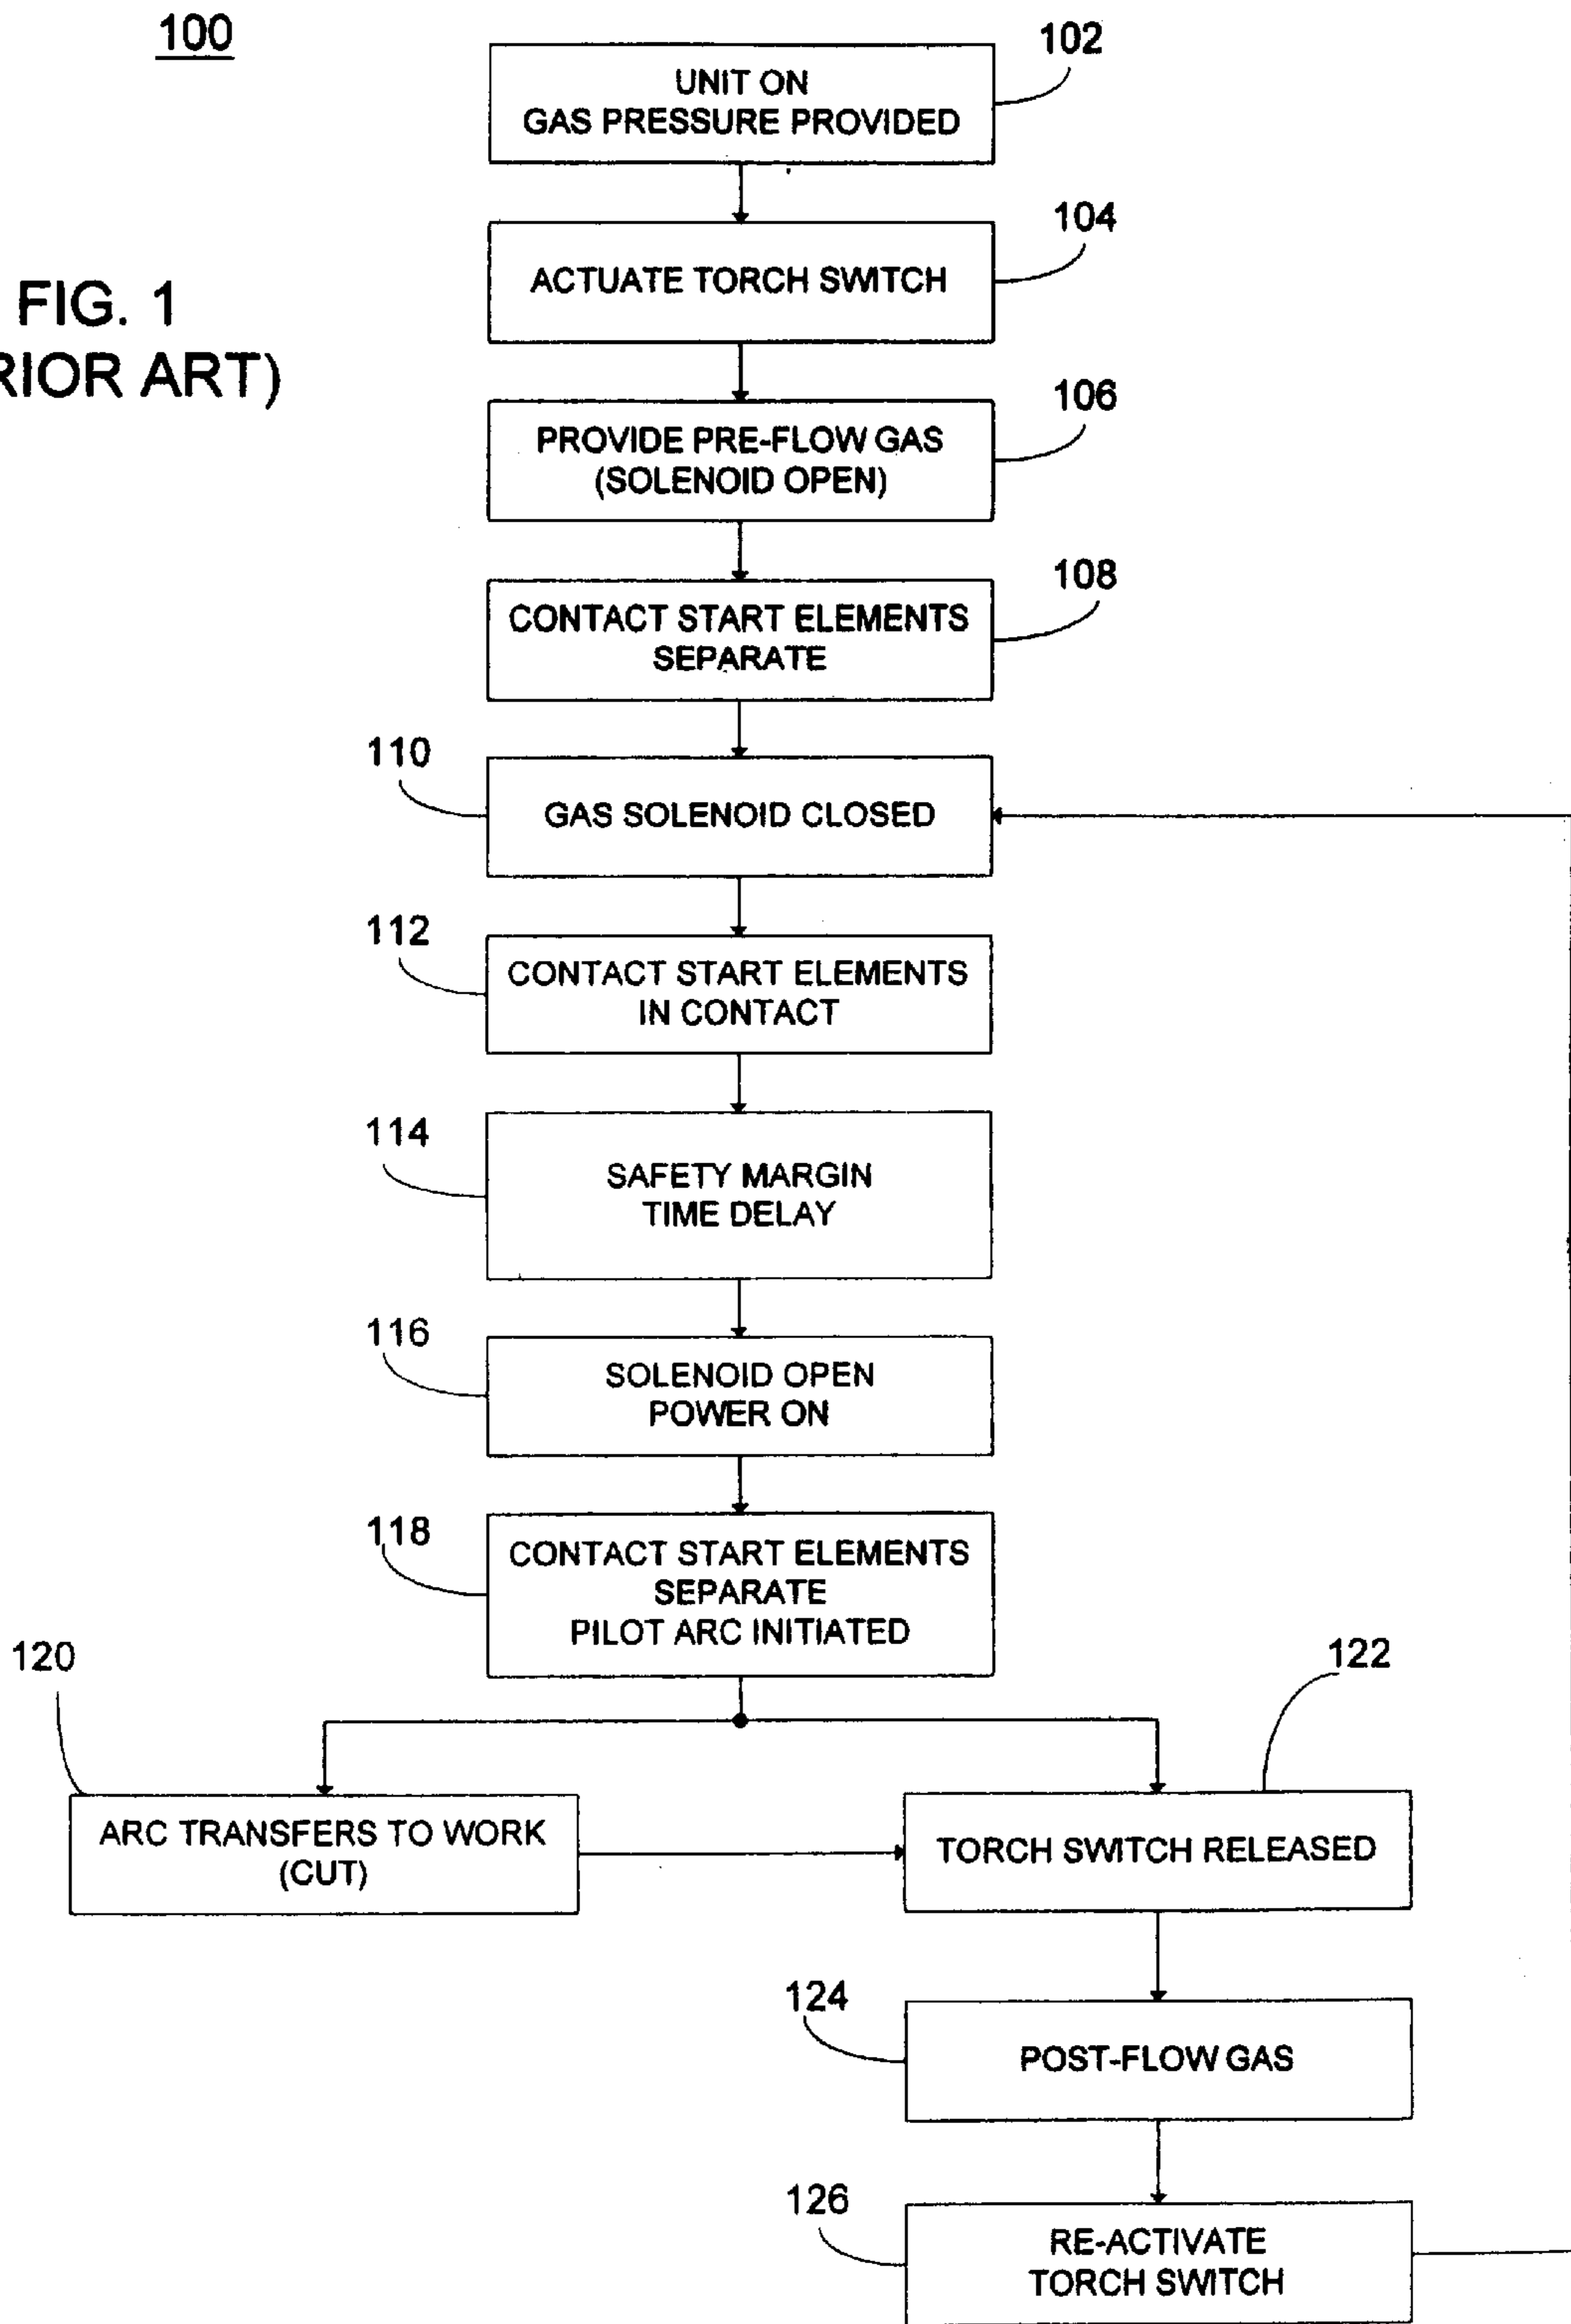 100
FIG. 1
RIOR ART)
102
UNIT ON
GAS PRESSURE PROVIDED
104
ACTUATE TORCH SWITCH
106
PROVIDE PRE-FLOW GAS
(SOLENOID OPEN)
108
CONTACT START ELEMENTS
SEPARATE
110
GAS SOLENOID CLOSED
112
CONTACT START ELEMENTS
IN CONTACT
114
SAFETY MARGIN
TIME DELAY
116
SOLENOID OPEN
POWER ON
118
CONTACT START ELEMENTS
SEPARATE
PILOT ARC INITIATED
120
ARC TRANSFERS TO WORK
(CUT)
122
TORCH SWITCH RELEASED
124
POST-FLOW GAS
126
RE-ACTIVATE
TORCH SWITCH